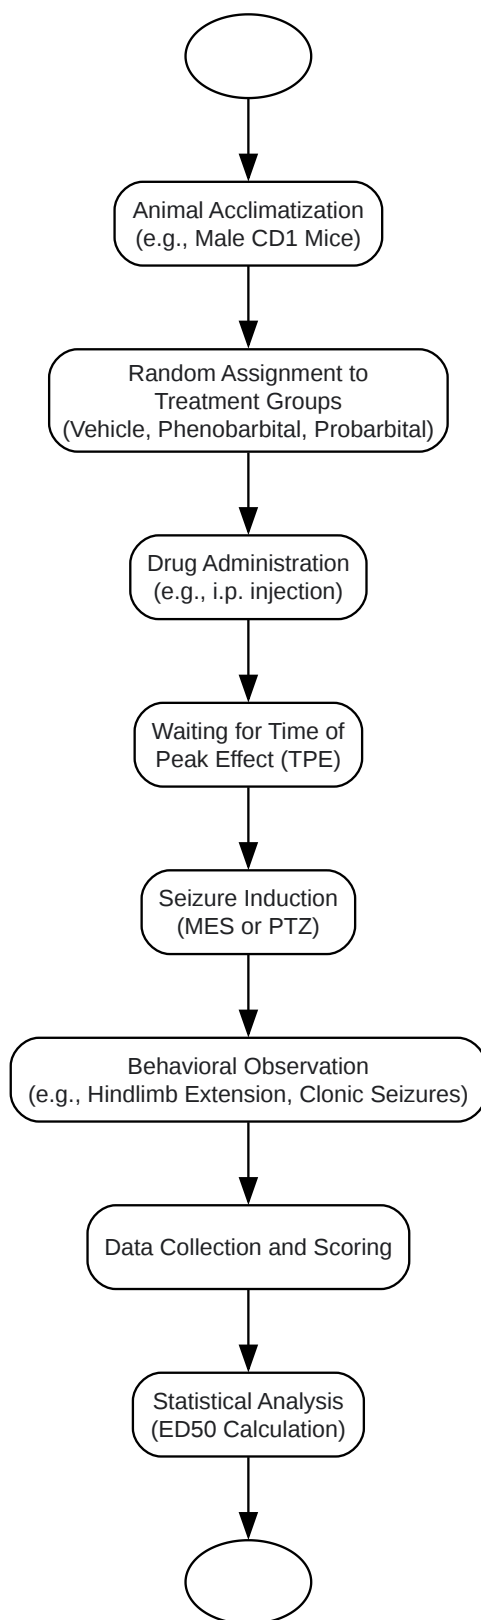 Animal Acclimatization
(e.g., Male CD1 Mice)
Random Assignment to
Treatment Groups
(Vehicle, Phenobarbital, Probarbital)
Drug Administration
(e.g., i.p. injection)
Waiting for Time of
Peak Effect (TPE)
Seizure Induction
(MES or PTZ)
Behavioral Observation
(e.g., Hindlimb Extension, Clonic Seizures)
Data Collection and Scoring
Statistical Analysis
(ED50 Calculation)